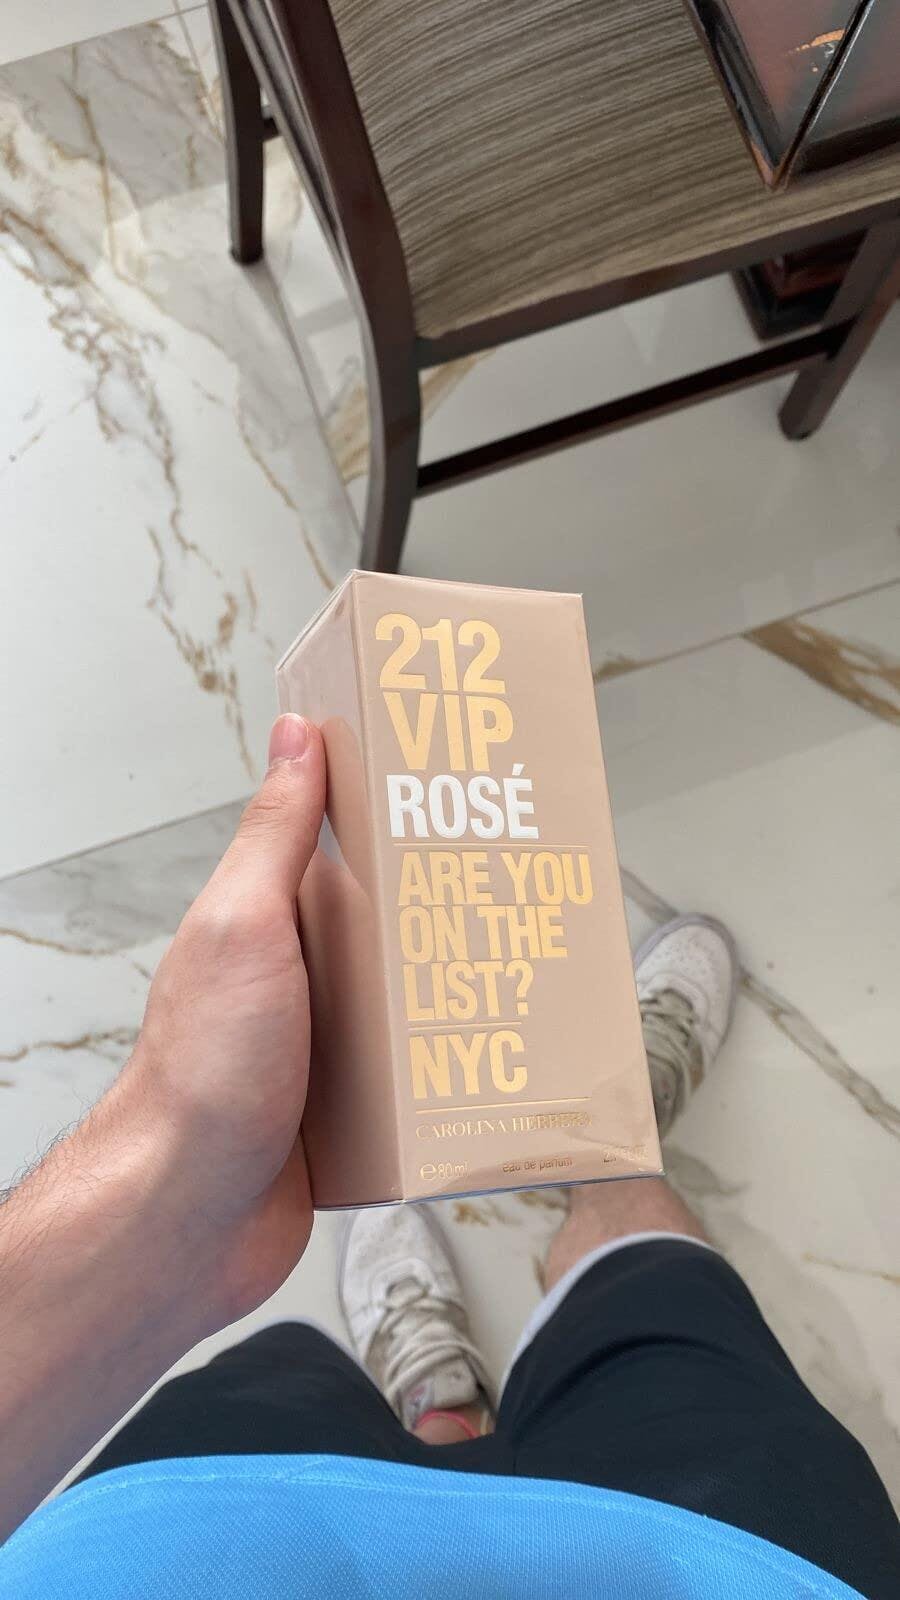 212
VIP
ROSÉ
ARE YOU
ON THE
LIST?
NYC
CAROLINA HERRERA
e 80 ml eau de parfum